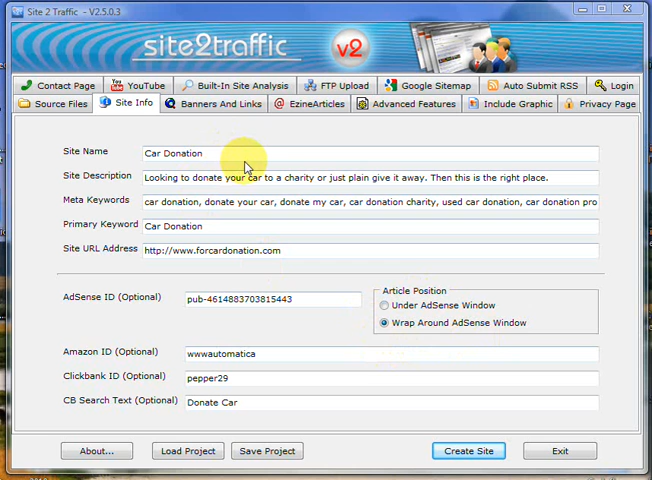 Site 2 Traffic - V2.5.0.3
site2traffic v2
Contact Page YouTube Built-In Site Analysis FTP Upload Google Sitemap Auto Submit RSS Login
Source Files Site Info Banners And Links EzineArticles Advanced Features Include Graphic Privacy Page
Site Name Car Donation
Site Description Looking to donate your car to a charity or just plain give it away. Then this is the right place.
Meta Keywords car donation, donate your car, donate my car, car donation charity, used car donation, car donation pro
Primary Keyword Car Donation
Site URL Address http://www.forcardonation.com
AdSense ID (Optional) pub-4614883703815443
Article Position
Under AdSense Window
Wrap Around AdSense Window
Amazon ID (Optional) wwwautomatica
Clickbank ID (Optional) pepper29
CB Search Text (Optional) Donate Car
About... Load Project Save Project Create Site Exit